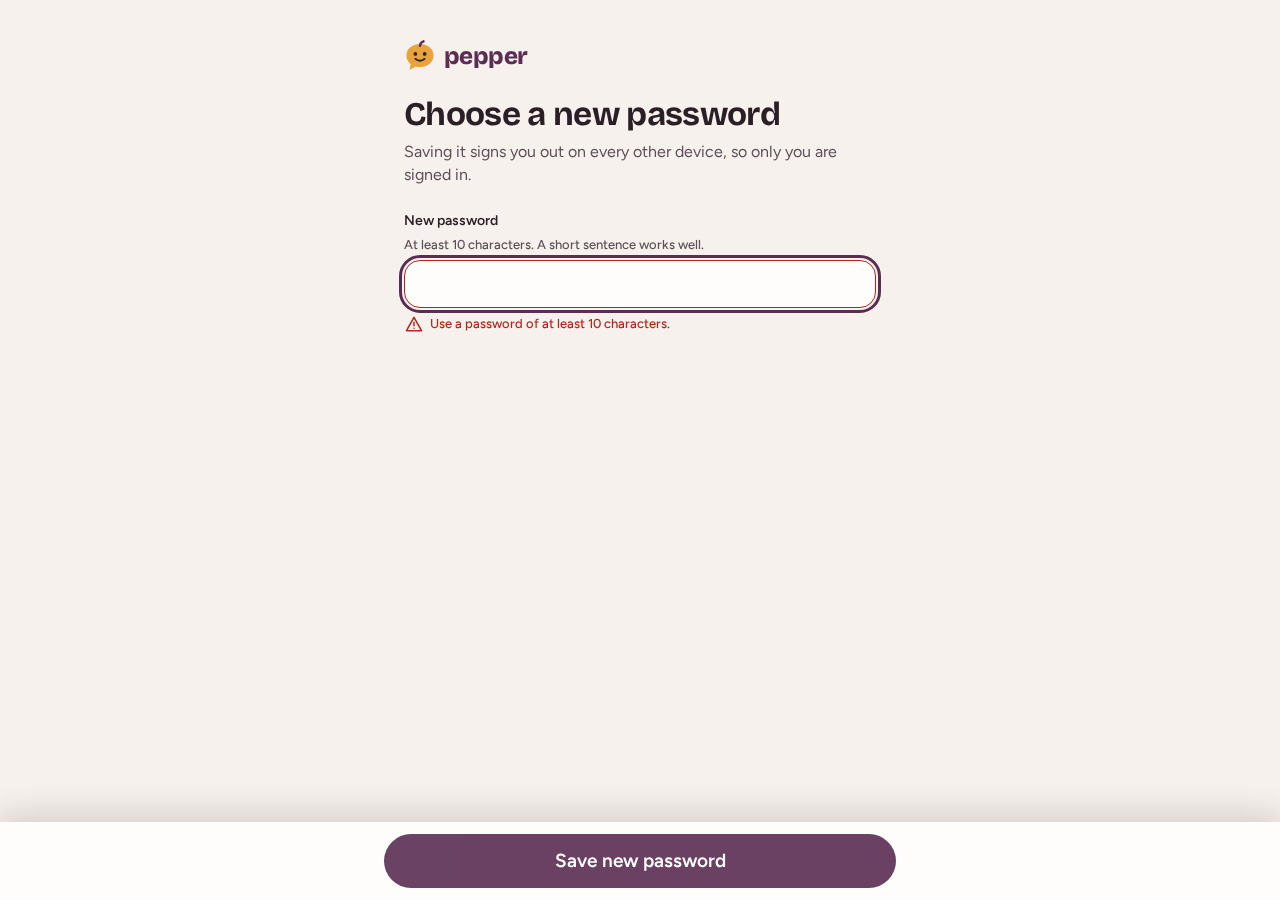 pepper
Choose a new password
Saving it signs you out on every other device, so only you are
signed in.
New password
At least 10 characters. A short sentence works well.
Use a password of at least 10 characters.
Save new password